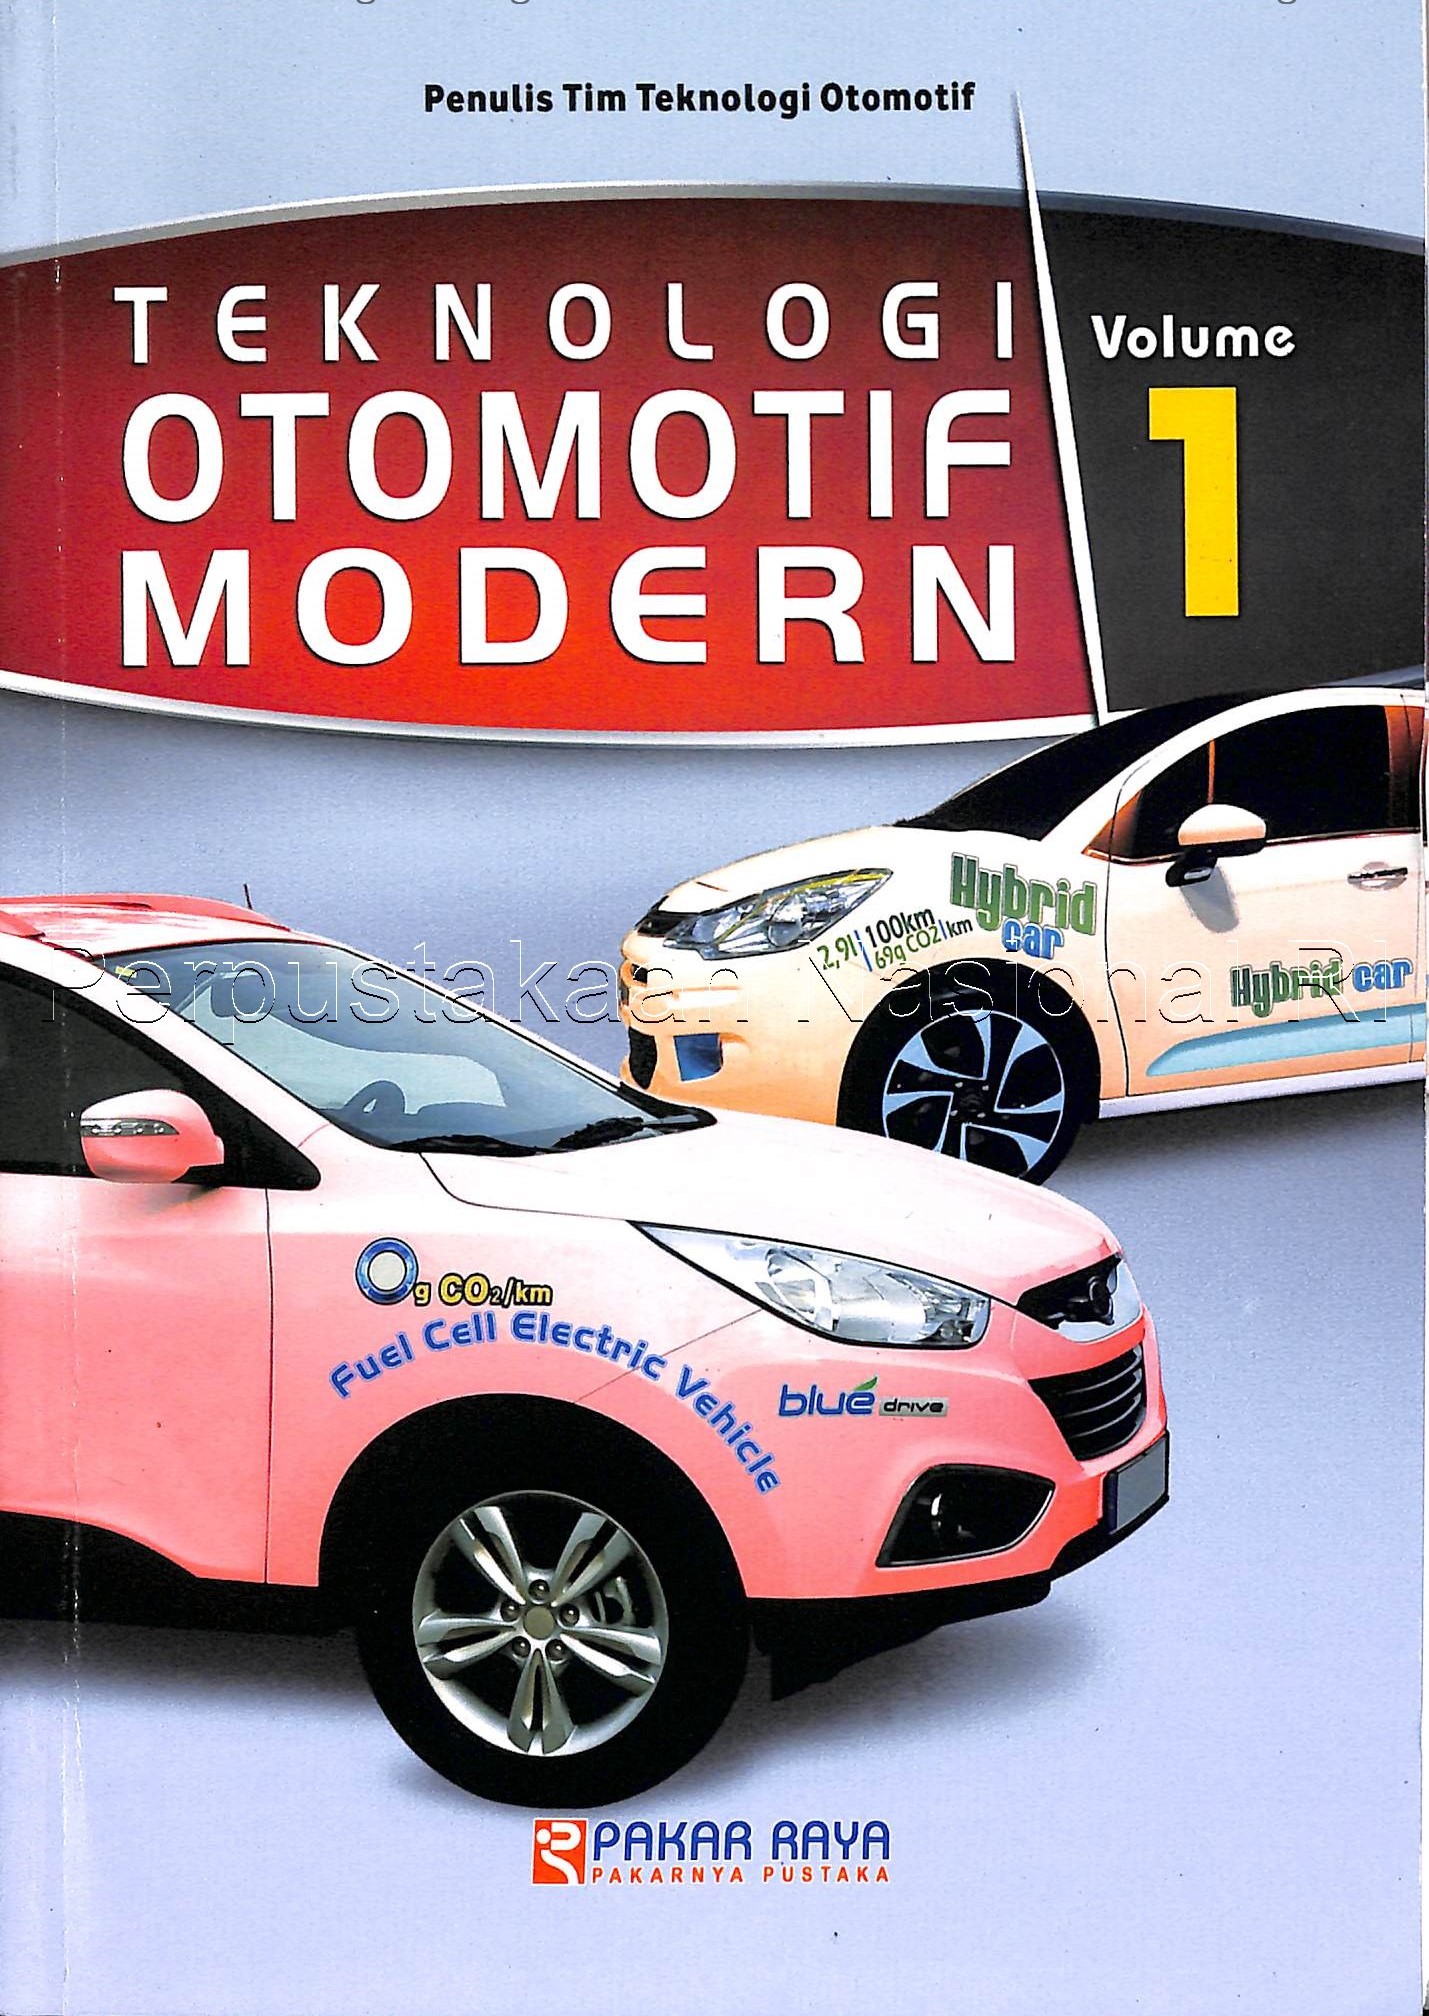 Penulis Tim Teknologi Otomotif
TEKNOLOGI
OTOMOTIF
MODERN
Volume
1
Hybrid
car
2,9l 100km
69g CO2 km
Hybrid car
Perpustakaan Nasional RI
0g CO2/km
Fuel Cell Electric Vehicle
blue drive
PAKAR RAYA
PAKARNYA PUSTAKA